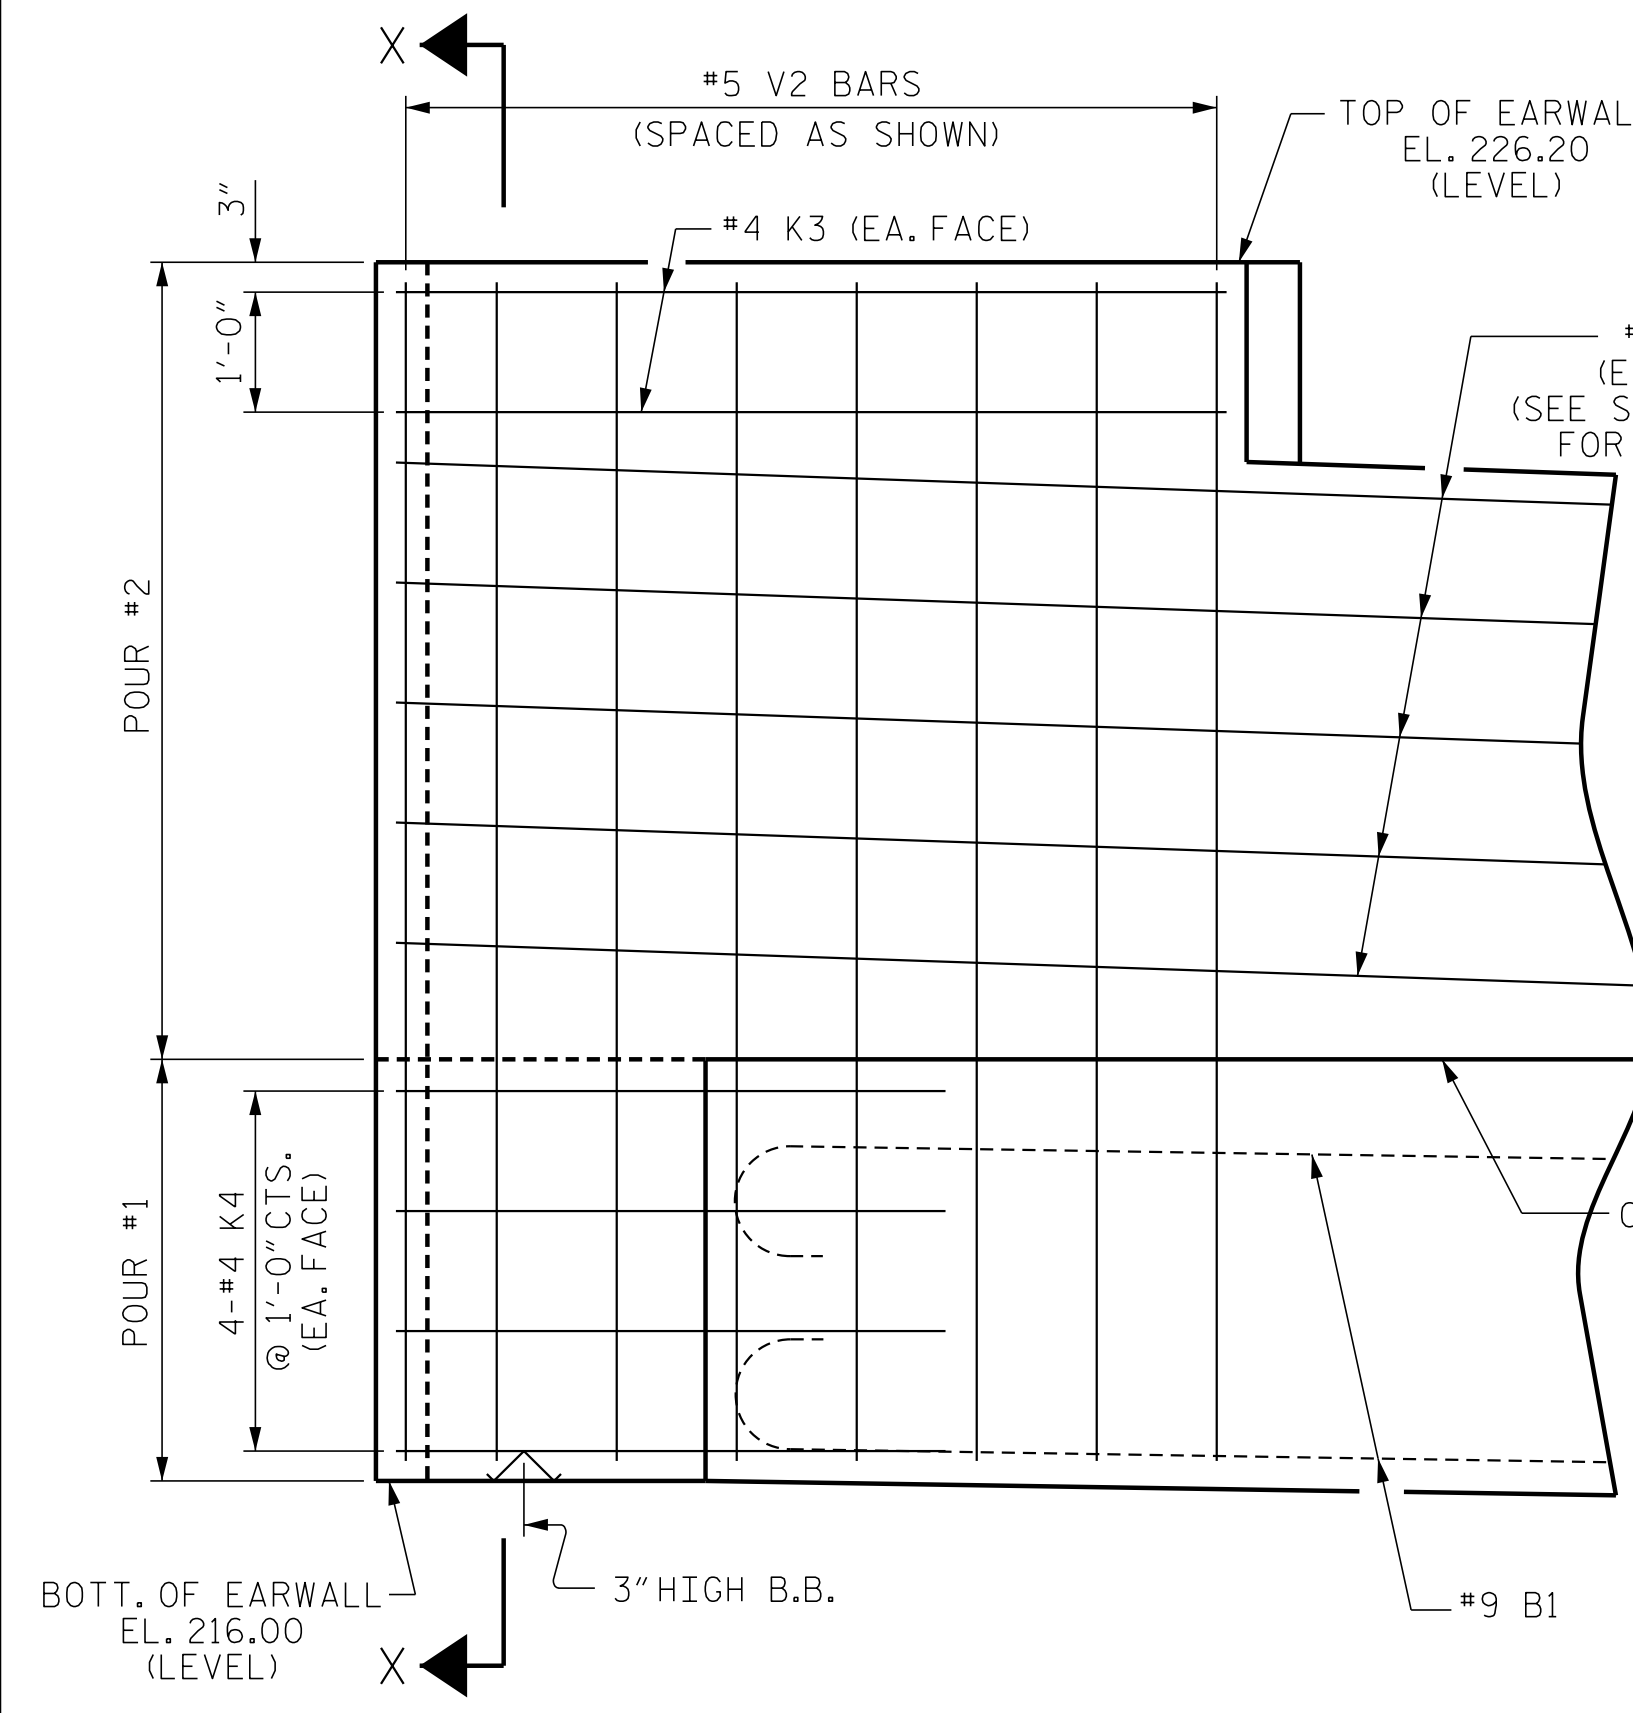 X
#5 V2 BARS
(SPACED AS SHOWN)
TOP OF EARWAL
EL. 226.20
(LEVEL)
3"
#4 K3 (EA. FACE)
1'-0"
#
(E
(SEE S
FOR
POUR #2
POUR #1
4-#4 K4
@ 1'-0" CTS.
(EA. FACE)
BOTT. OF EARWALL
EL. 216.00
(LEVEL)
3" HIGH B.B.
#9 B1
X